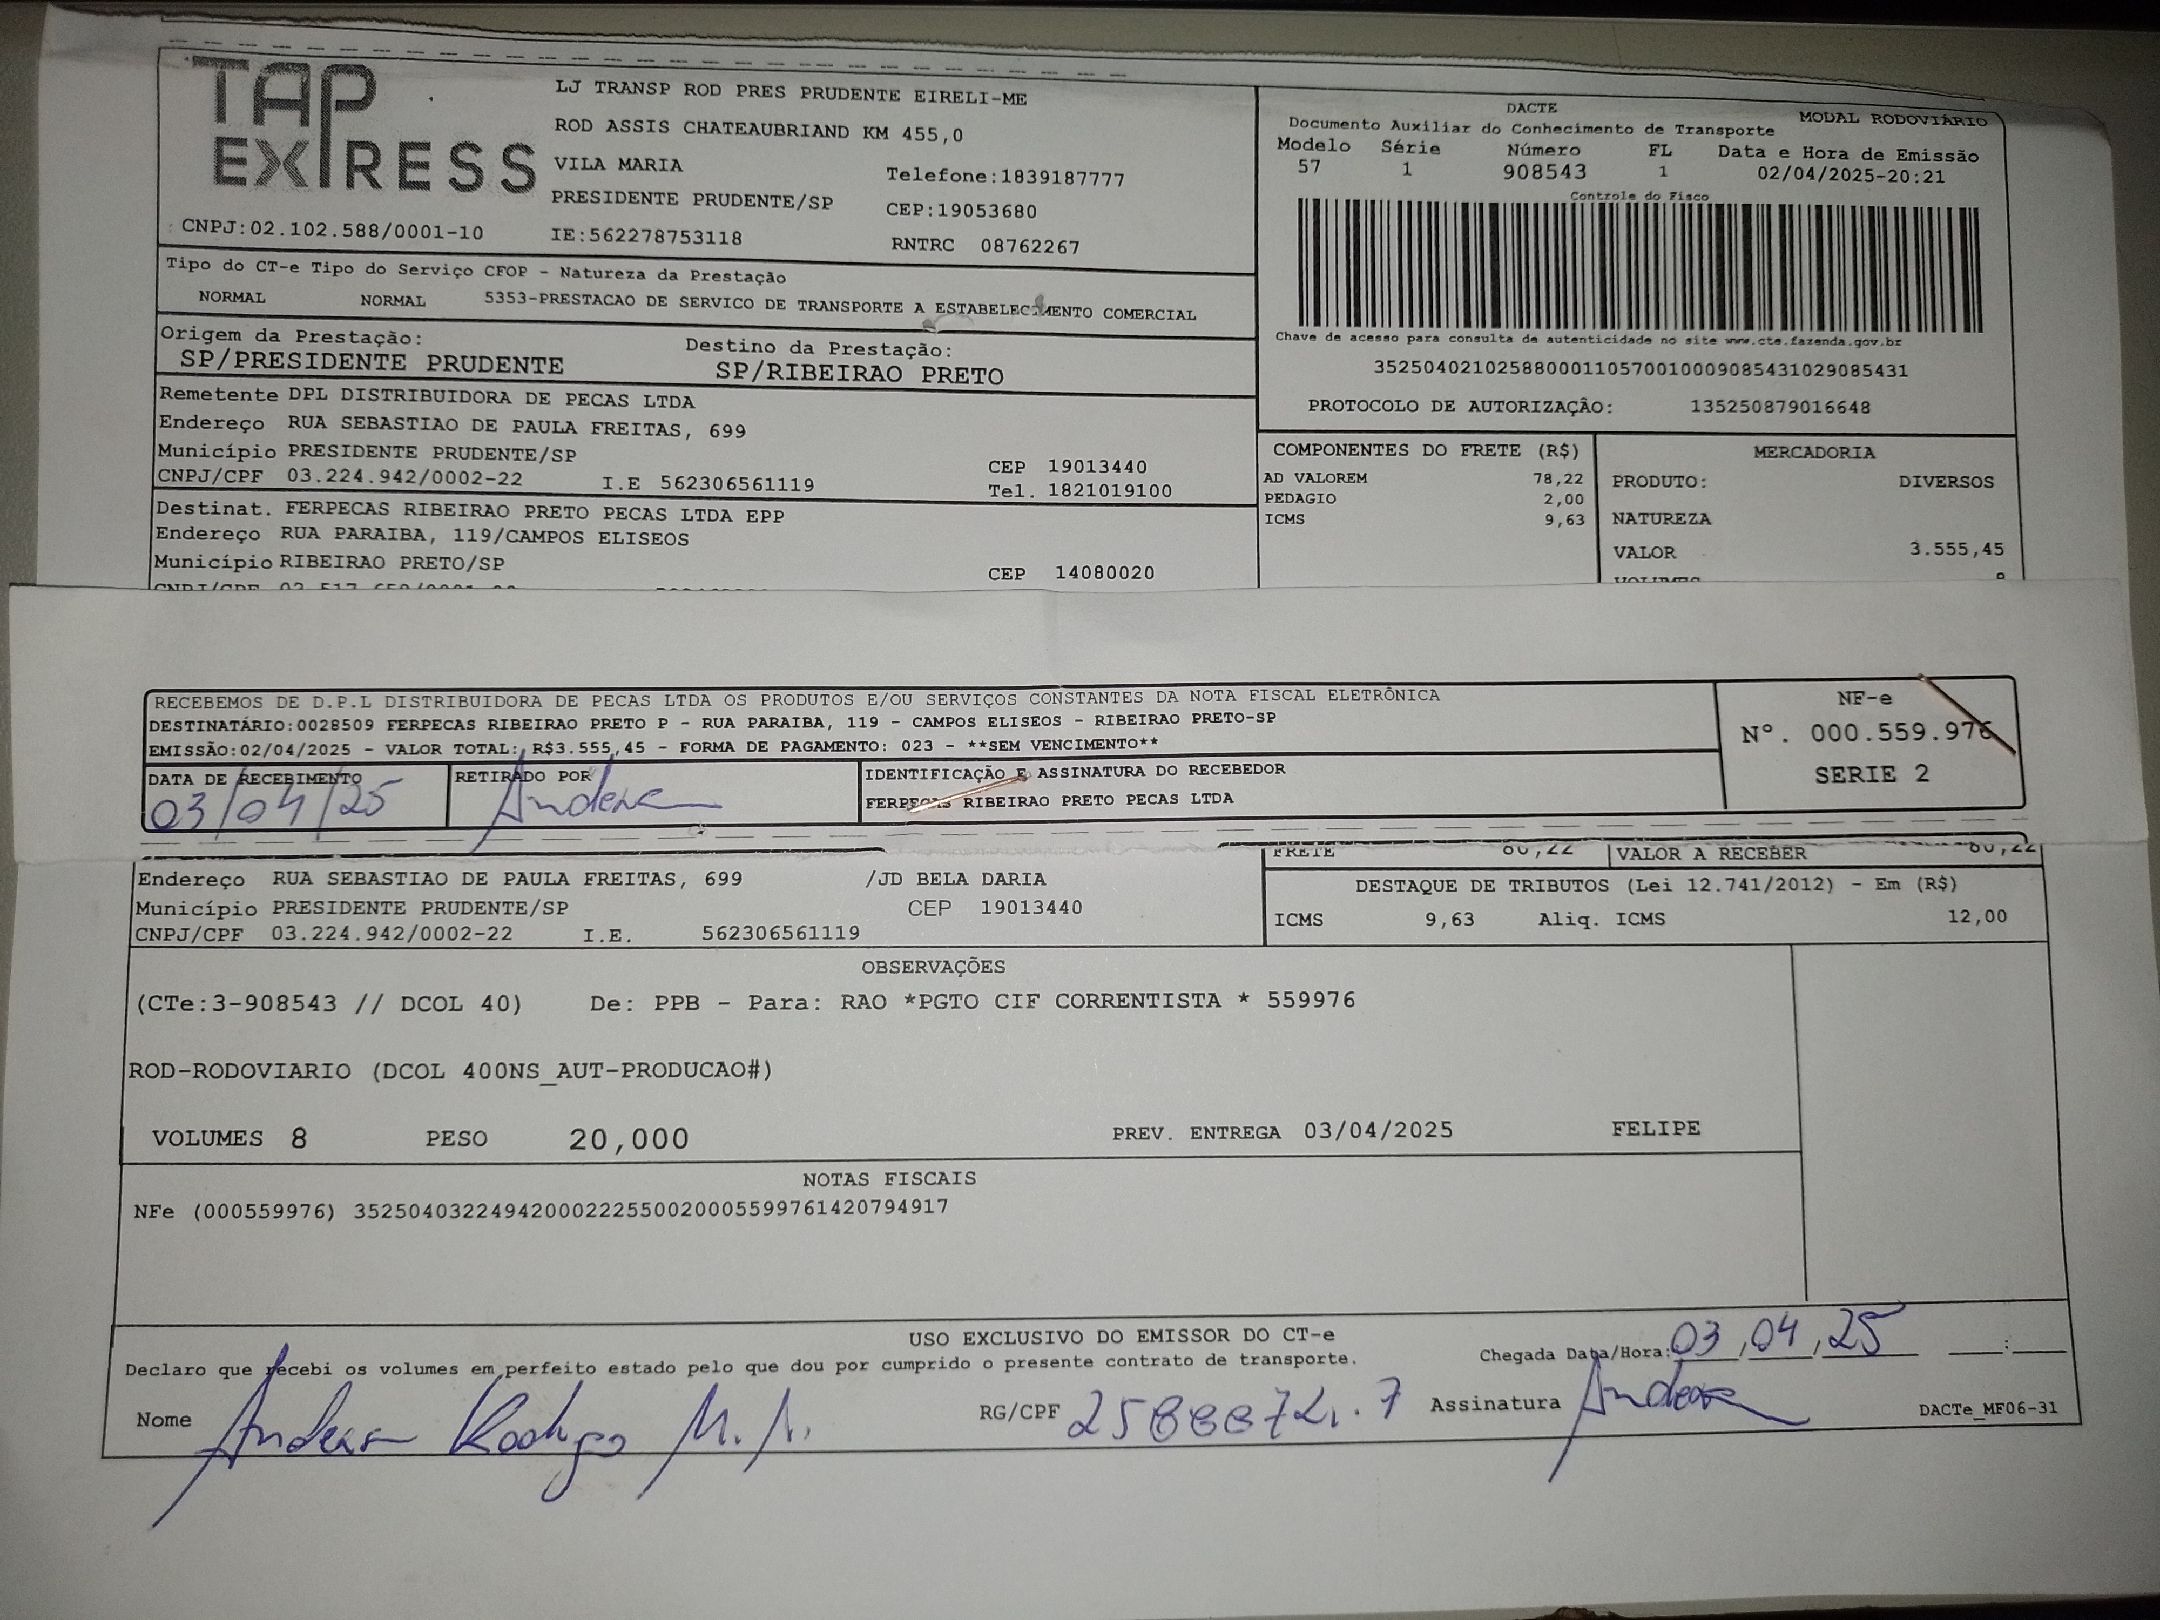 TAP EXPRESS
LJ TRANSP ROD PRES PRUDENTE EIRELI-ME
ROD ASSIS CHATEAUBRIAND KM 455,0
VILA MARIA
Telefone:1839187777
PRESIDENTE PRUDENTE/SP
CEP:19053680
CNPJ:02.102.588/0001-10
IE:562278753118
RNTRC 08762267
DACTE
MODAL RODOVIÁRIO
Documento Auxiliar do Conhecimento de Transporte
Modelo Série Número FL Data e Hora de Emissão
57 1 908543 1 02/04/2025-20:21
Controle do Fisco
Chave de acesso para consulta de autenticidade no site www.cte.fazenda.gov.br
35250402102588000110570010009085431029085431
PROTOCOLO DE AUTORIZAÇÃO: 135250879016648
Tipo do CT-e Tipo do Serviço CFOP - Natureza da Prestação
NORMAL NORMAL 5353-PRESTACAO DE SERVICO DE TRANSPORTE A ESTABELECIMENTO COMERCIAL
Origem da Prestação: Destino da Prestação:
SP/PRESIDENTE PRUDENTE SP/RIBEIRAO PRETO
Remetente DPL DISTRIBUIDORA DE PECAS LTDA
Endereço RUA SEBASTIAO DE PAULA FREITAS, 699
Município PRESIDENTE PRUDENTE/SP CEP 19013440
CNPJ/CPF 03.224.942/0002-22 I.E 562306561119 Tel. 1821019100
Destinat. FERPECAS RIBEIRAO PRETO PECAS LTDA EPP
Endereço RUA PARAIBA, 119/CAMPOS ELISEOS
Município RIBEIRAO PRETO/SP CEP 14080020
CNPJ/CPF
COMPONENTES DO FRETE (R$)
AD VALOREM 78,22
PEDAGIO 2,00
ICMS 9,63
MERCADORIA
PRODUTO: DIVERSOS
NATUREZA
VALOR 3.555,45
VOLUMES
RECEBEMOS DE D.P.L DISTRIBUIDORA DE PECAS LTDA OS PRODUTOS E/OU SERVIÇOS CONSTANTES DA NOTA FISCAL ELETRÔNICA
DESTINATÁRIO:0028509 FERPECAS RIBEIRAO PRETO P - RUA PARAIBA, 119 - CAMPOS ELISEOS - RIBEIRAO PRETO-SP
EMISSÃO:02/04/2025 - VALOR TOTAL: R$3.555,45 - FORMA DE PAGAMENTO: 023 - **SEM VENCIMENTO**
NF-e
Nº. 000.559.976
SERIE 2
DATA DE RECEBIMENTO
03/04/25
RETIRADO POR
IDENTIFICAÇÃO E ASSINATURA DO RECEBEDOR
FERPECAS RIBEIRAO PRETO PECAS LTDA
FRETE 80,22 VALOR A RECEBER 80,22
Endereço RUA SEBASTIAO DE PAULA FREITAS, 699 /JD BELA DARIA
Município PRESIDENTE PRUDENTE/SP CEP 19013440
CNPJ/CPF 03.224.942/0002-22 I.E. 562306561119
DESTAQUE DE TRIBUTOS (Lei 12.741/2012) - Em (R$)
ICMS 9,63 Aliq. ICMS 12,00
OBSERVAÇÕES
(CTe:3-908543 // DCOL 40) De: PPB - Para: RAO *PGTO CIF CORRENTISTA * 559976
ROD-RODOVIARIO (DCOL 400NS_AUT-PRODUCAO#)
VOLUMES 8 PESO 20,000 PREV. ENTREGA 03/04/2025 FELIPE
NOTAS FISCAIS
NFe (000559976) 35250403224942000222550020005599761420794917
USO EXCLUSIVO DO EMISSOR DO CT-e
Declaro que recebi os volumes em perfeito estado pelo que dou por cumprido o presente contrato de transporte.
Chegada Data/Hora: 03,04,25
Nome
RG/CPF
Assinatura
DACTe_MF06-31